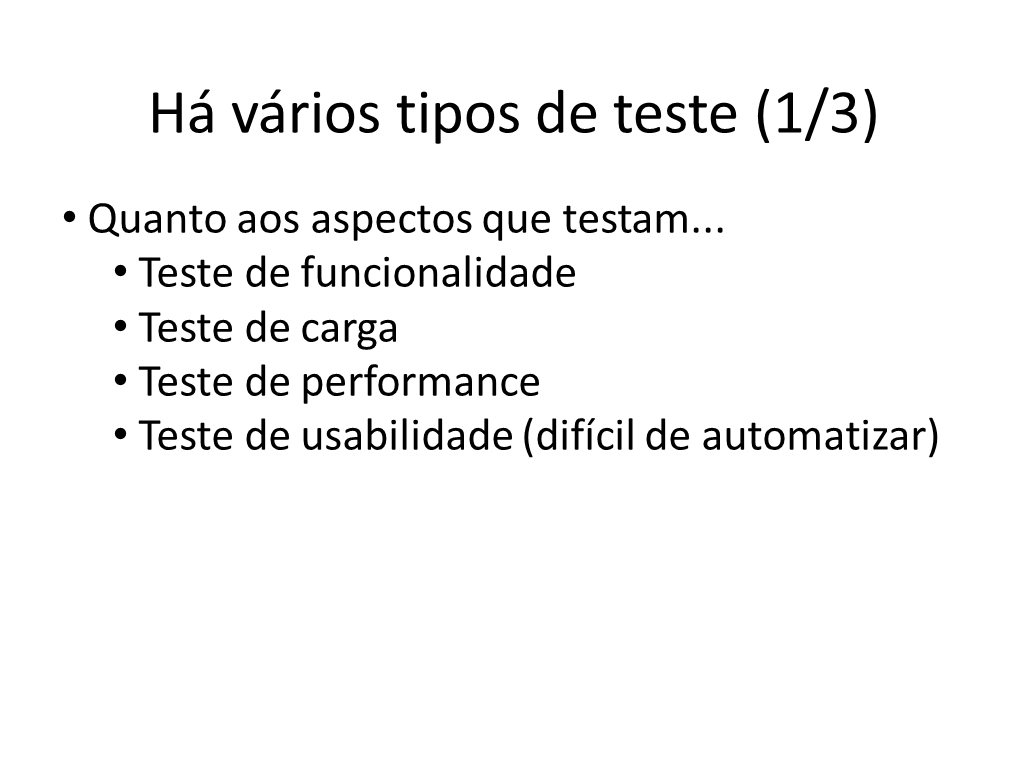 Há vários tipos de teste (1/3)
• Quanto aos aspectos que testam...
• Teste de funcionalidade
• Teste de carga
• Teste de performance
• Teste de usabilidade (difícil de automatizar)